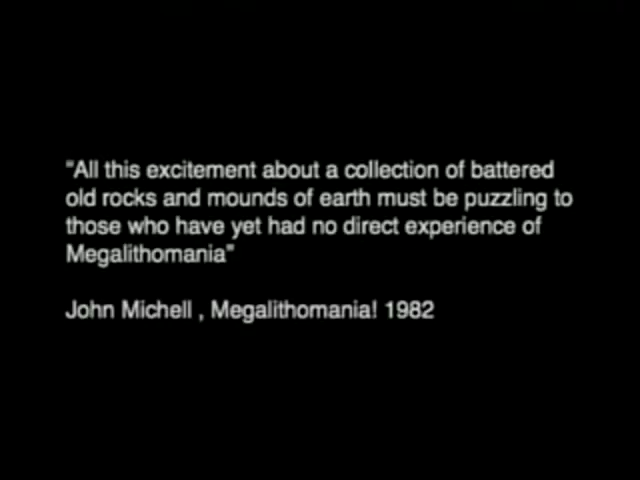 "All this excitement about a collection of battered
old rocks and mounds of earth must be puzzling to
those who have yet had no direct experience of
Megalithomania"
John Michell , Megalithomania! 1982